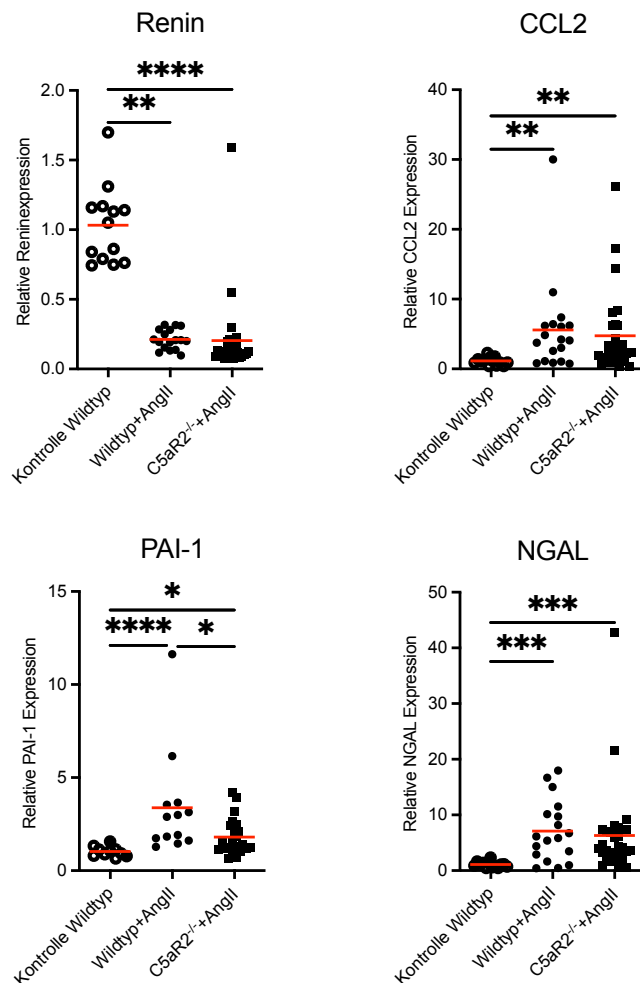 Renin
****
**
Relative Reninexpression
2.0
1.5
1.0
0.5
0.0
Kontrolle Wildtyp
Wildtyp+AngII
C5aR2⁻/⁻+AngII
CCL2
**
**
Relative CCL2 Expression
40
30
20
10
0
Kontrolle Wildtyp
Wildtyp+AngII
C5aR2⁻/⁻+AngII
PAI-1
*
**** *
Relative PAI-1 Expression
15
10
5
0
Kontrolle Wildtyp
Wildtyp+AngII
C5aR2⁻/⁻+AngII
NGAL
***
***
Relative NGAL Expression
50
40
30
20
10
0
Kontrolle Wildtyp
Wildtyp+AngII
C5aR2⁻/⁻+AngII